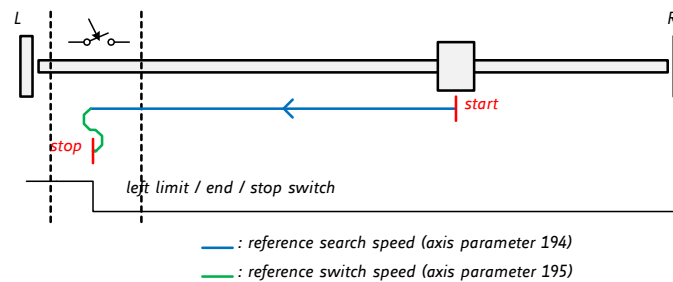 L
R
start
stop
left limit / end / stop switch
: reference search speed (axis parameter 194)
: reference switch speed (axis parameter 195)